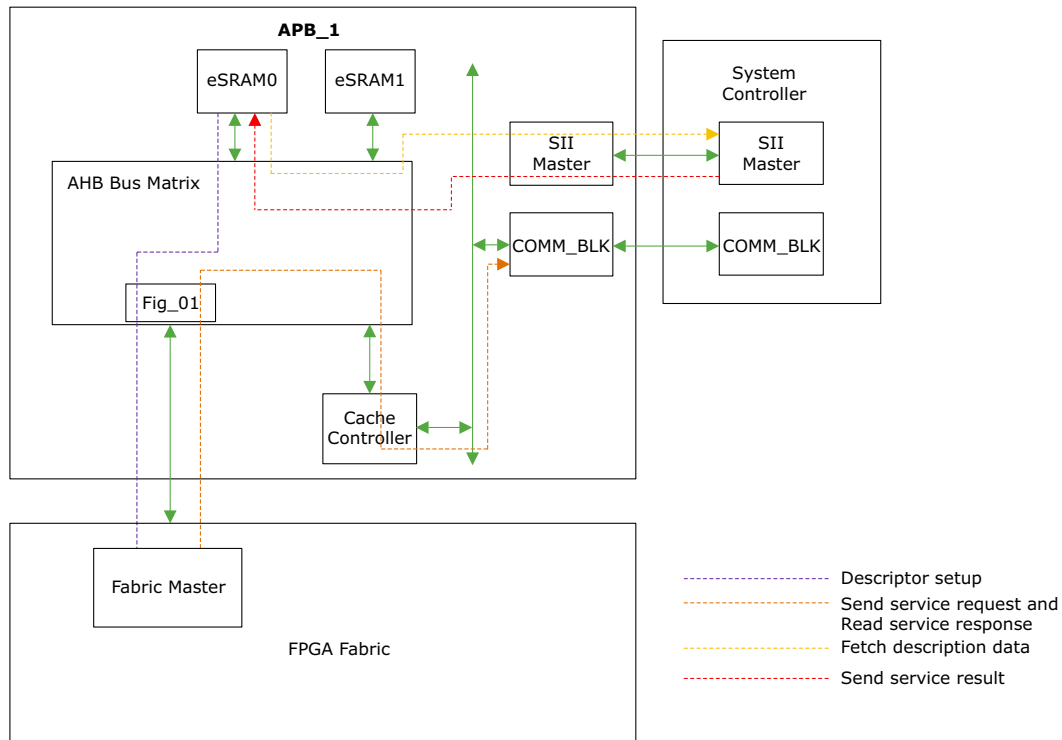 APB_1
eSRAM0
eSRAM1
System
Controller
SII
Master
SII
Master
AHB Bus Matrix
COMM_BLK
COMM_BLK
Fig_01
Cache
Controller
Fabric Master
FPGA Fabric
Descriptor setup
Send service request and
Read service response
Fetch description data
Send service result